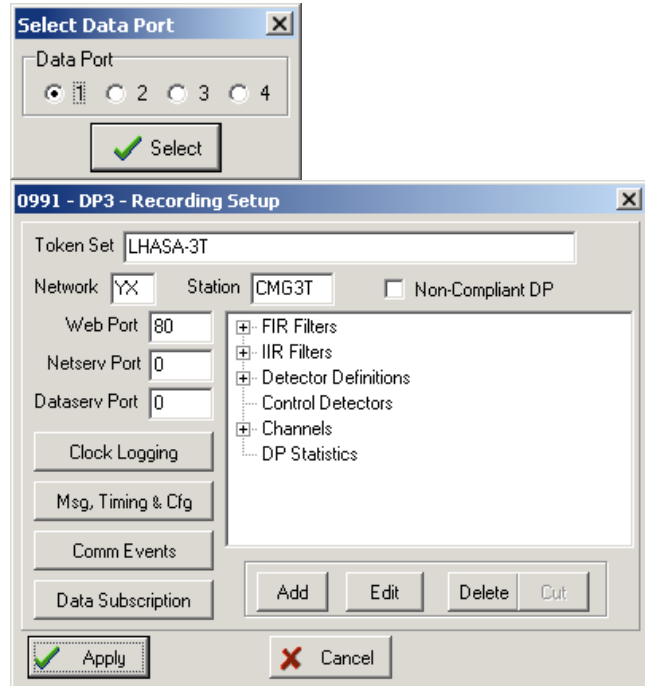 Select Data Port
Data Port
1 2 3 4
Select
0991 - DP3 - Recording Setup
Token Set LHASA-3T
Network YX Station CMG3T Non-Compliant DP
Web Port 80
Netserv Port 0
Dataserv Port 0
FIR Filters
IIR Filters
Detector Definitions
Control Detectors
Channels
DP Statistics
Clock Logging
Msg, Timing & Cfg
Comm Events
Data Subscription
Add Edit Delete Cut
Apply Cancel